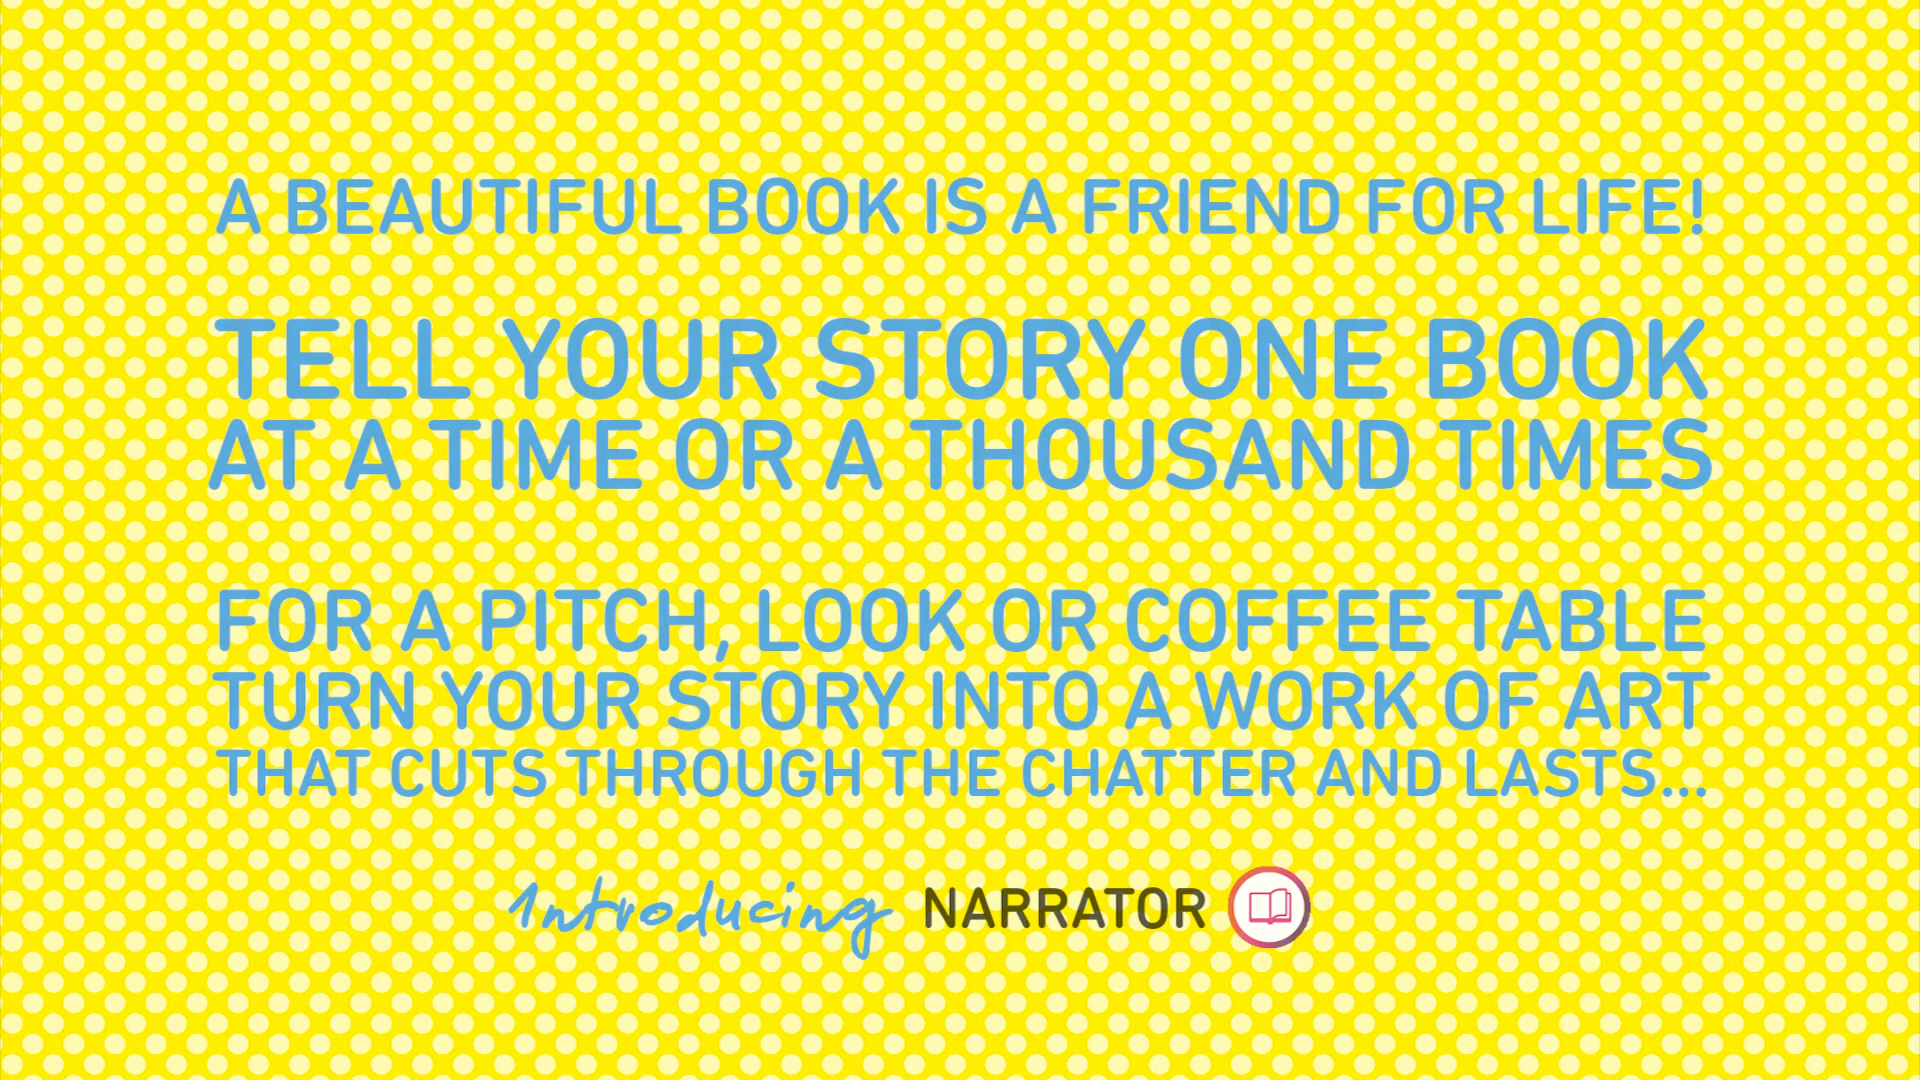 A BEAUTIFUL BOOK IS A FRIEND FOR LIFE!
TELL YOUR STORY ONE BOOK
AT A TIME OR A THOUSAND TIMES
FOR A PITCH, LOOK OR COFFEE TABLE
TURN YOUR STORY INTO A WORK OF ART
THAT CUTS THROUGH THE CHATTER AND LASTS...
Introducing NARRATOR